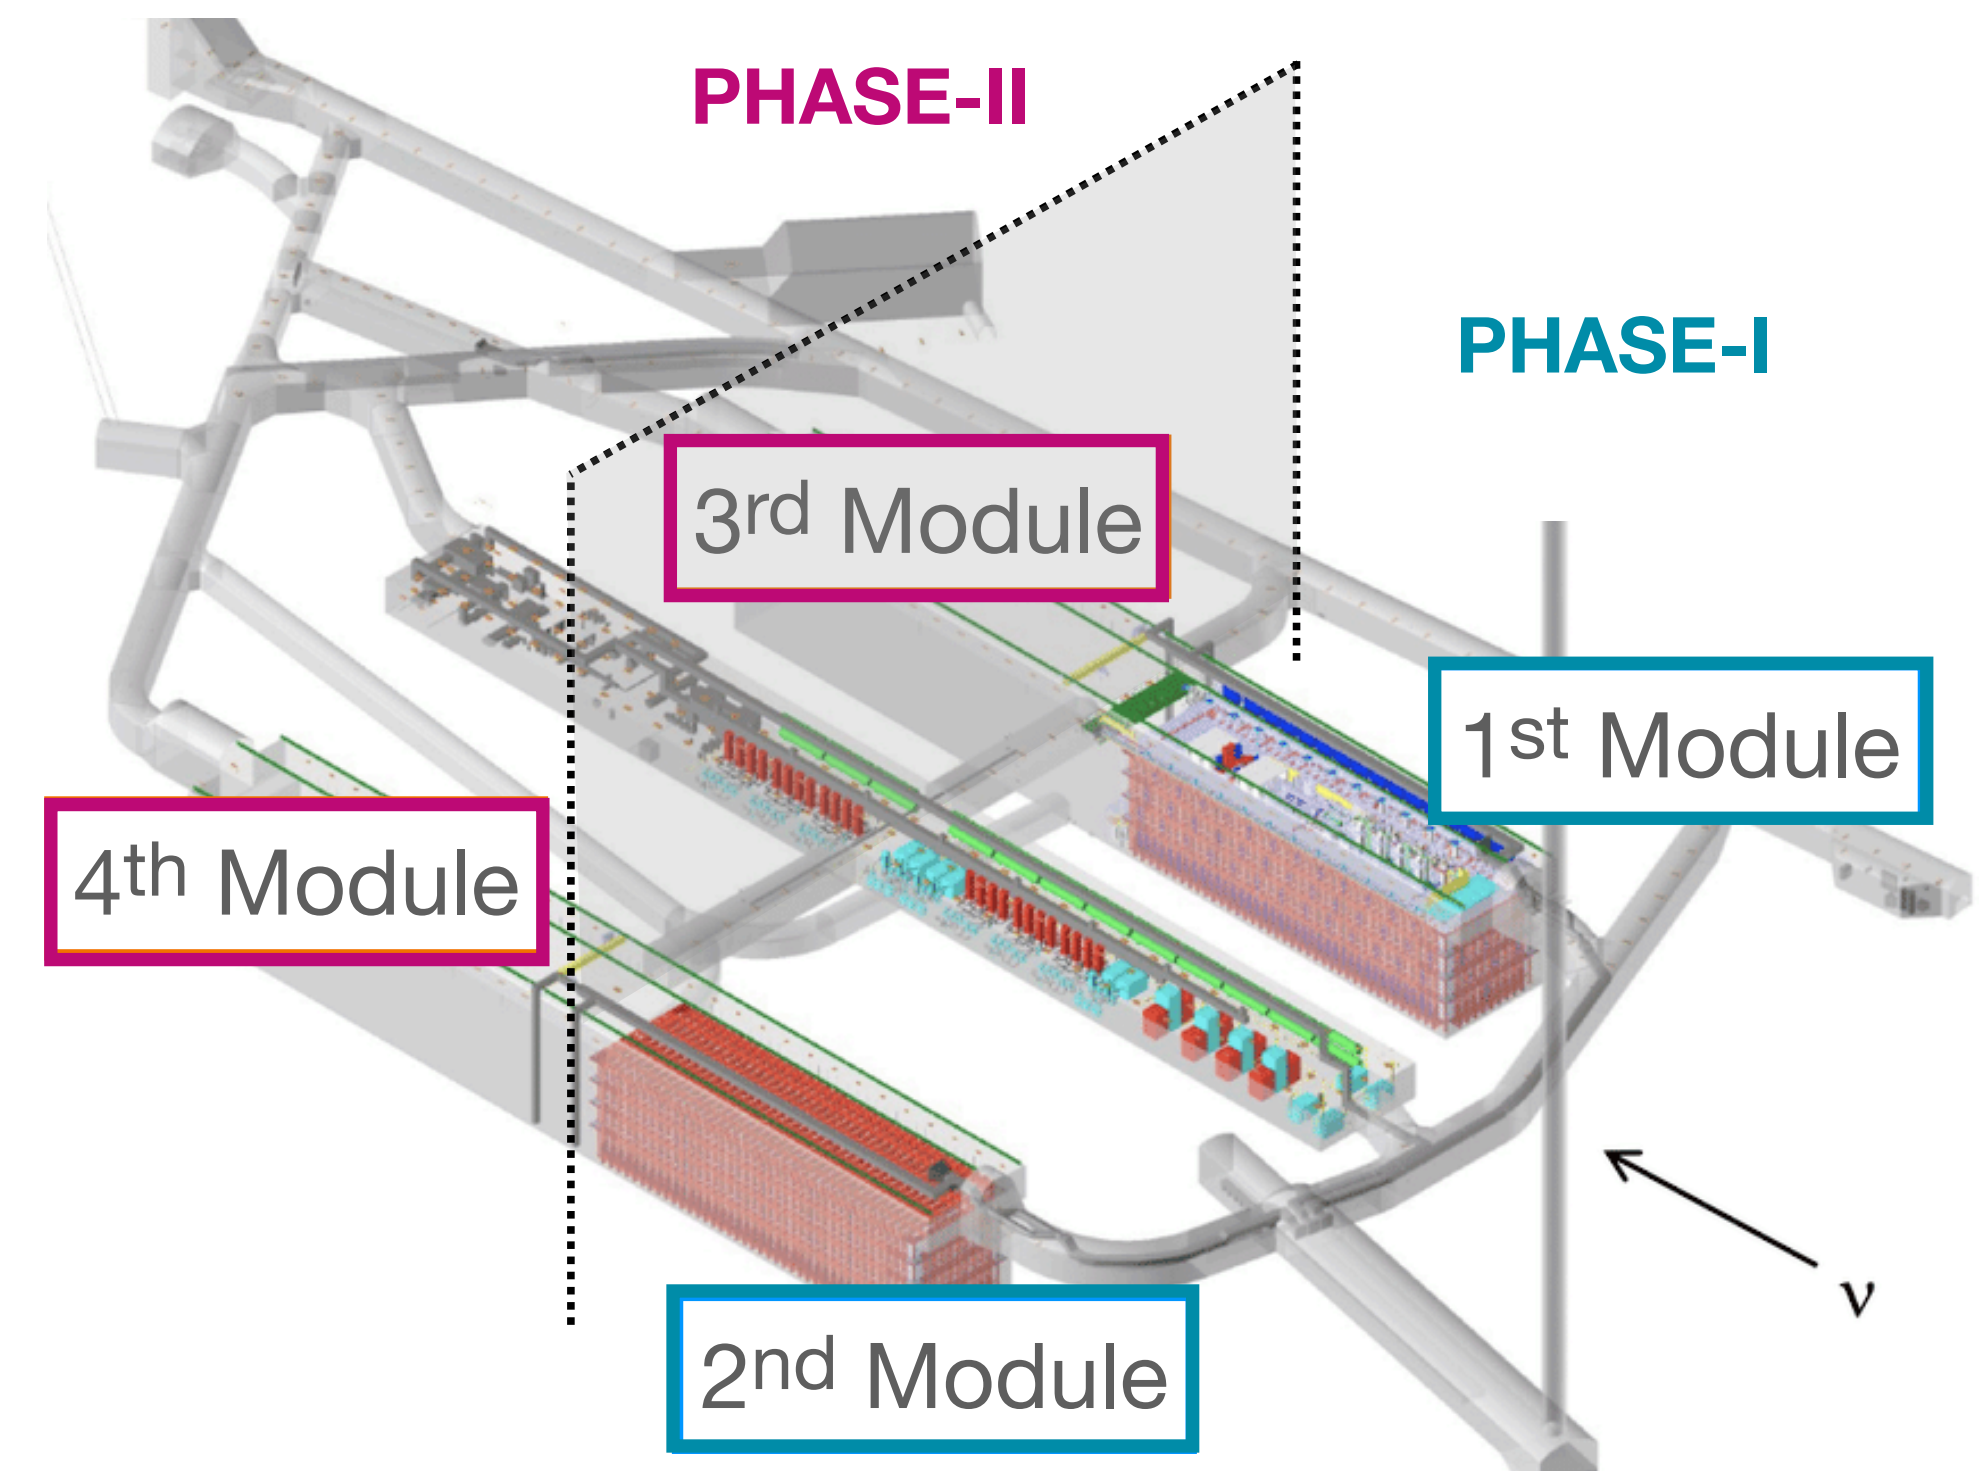 PHASE-II
PHASE-I
3rd Module
1st Module
4th Module
2nd Module
ν